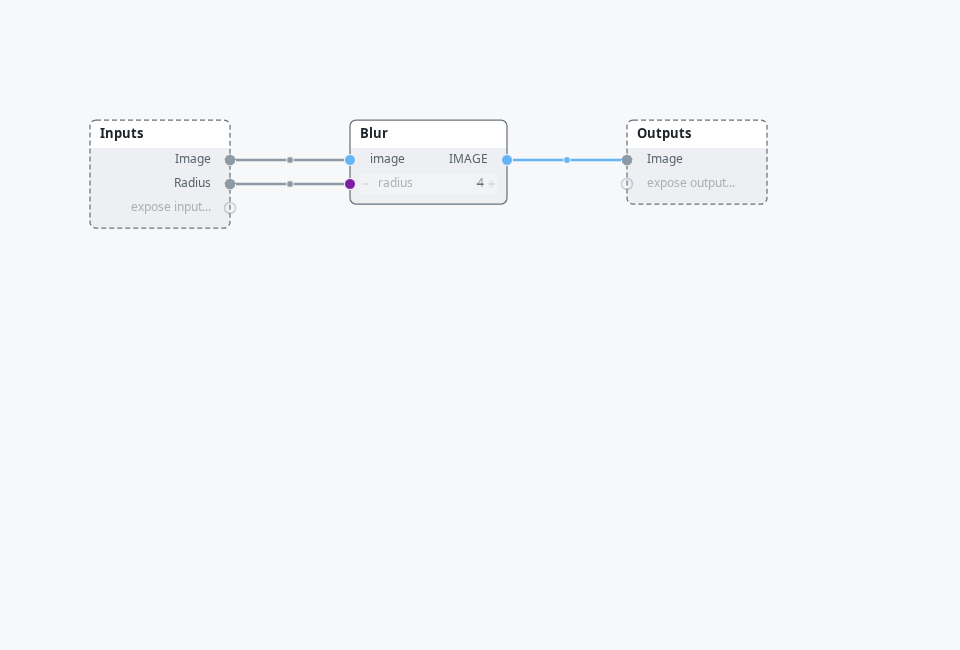 Inputs
Image
Radius
expose input...
Blur
image IMAGE
radius 4
Outputs
Image
expose output...